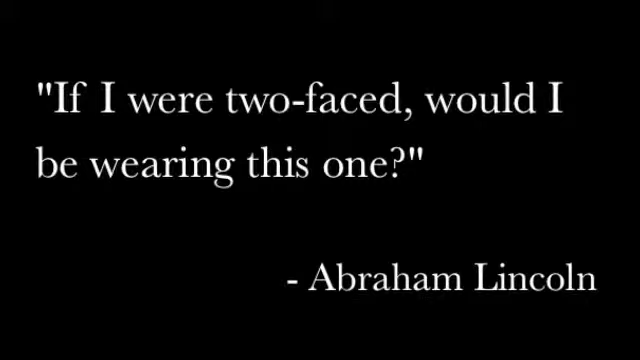 "If I were two-faced, would I
be wearing this one?"
- Abraham Lincoln